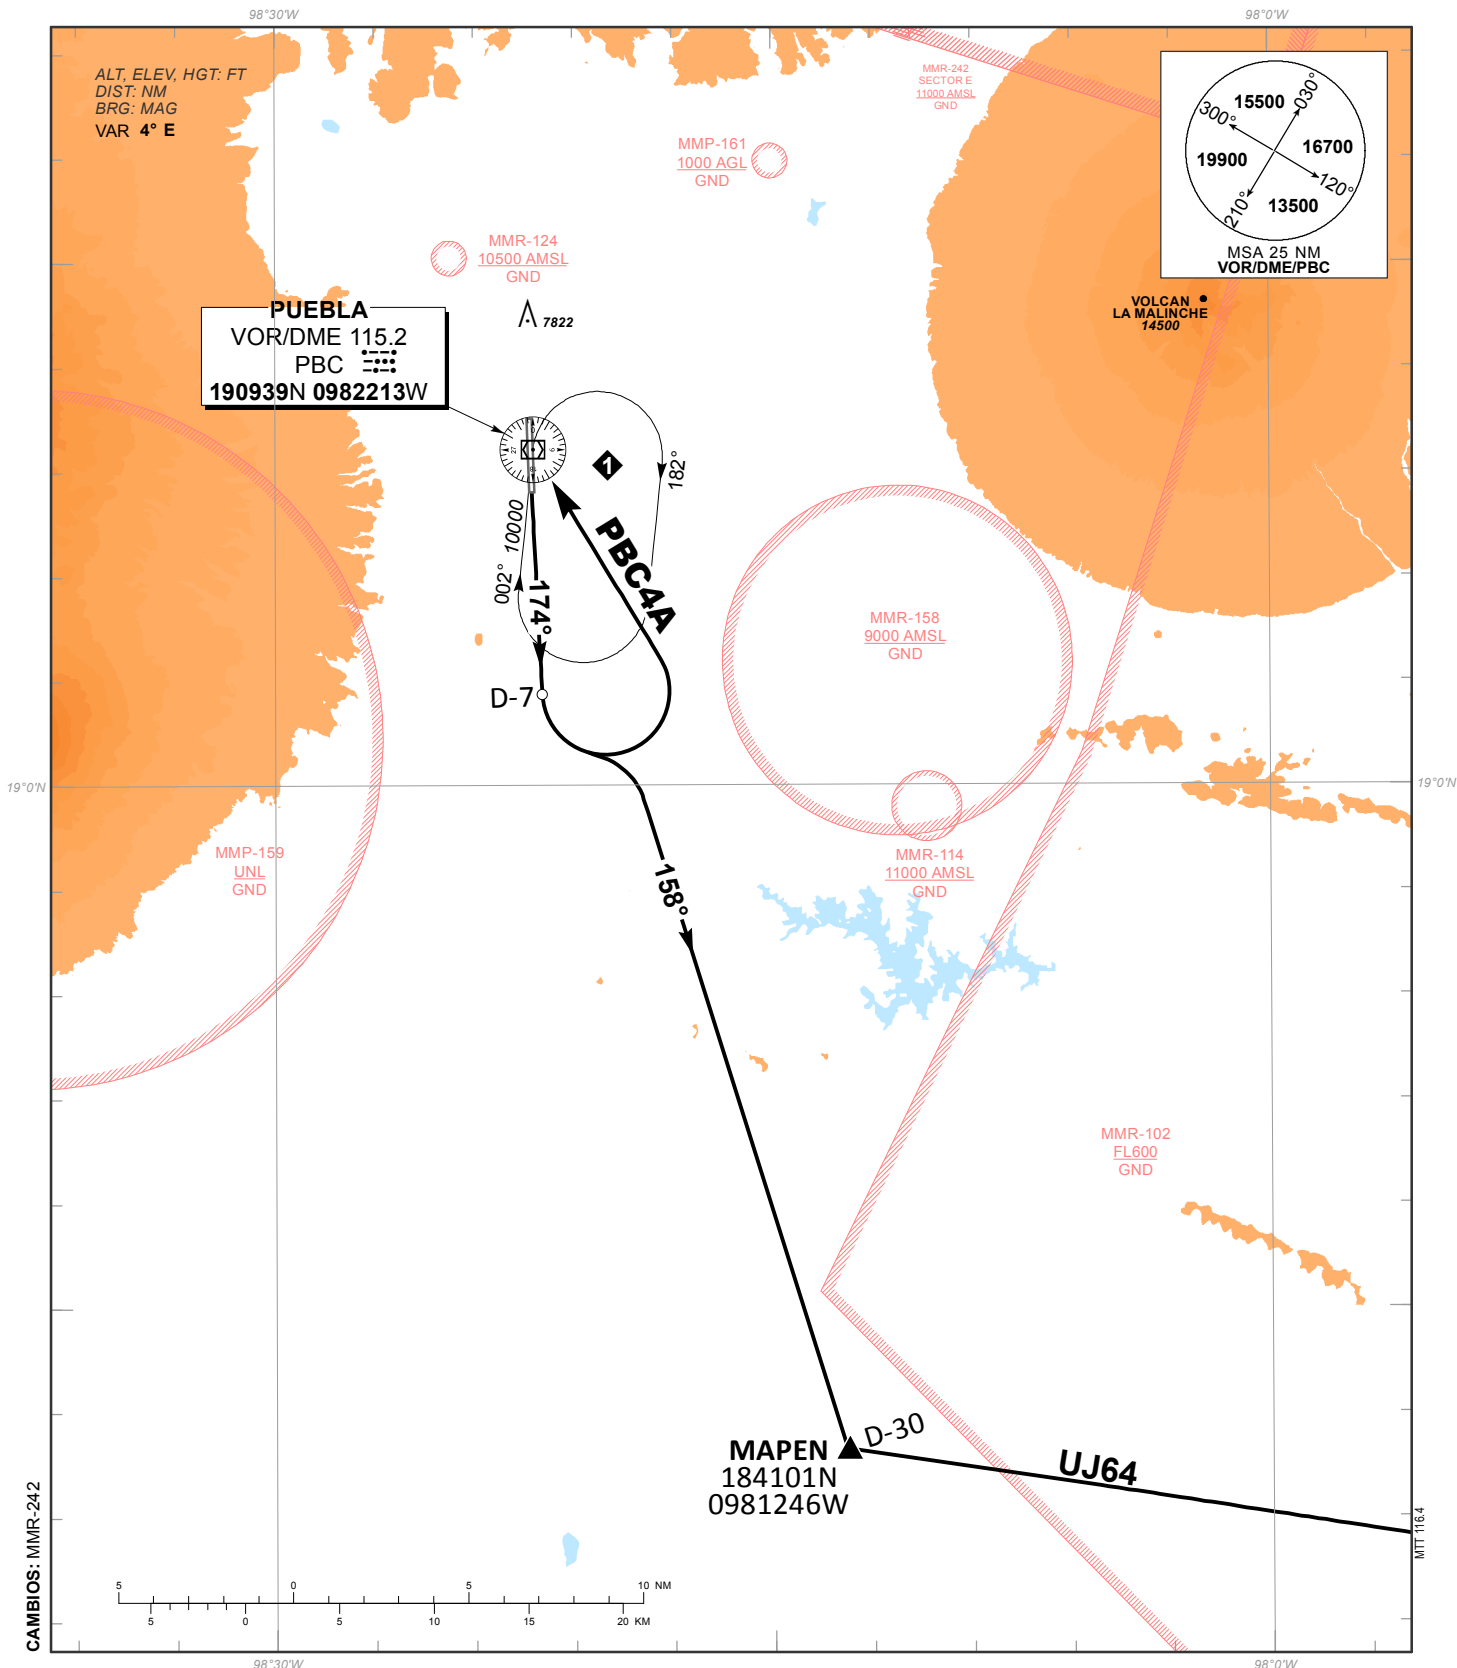 98°30'W
98°0'W
ALT, ELEV, HGT: FT
DIST: NM
BRG: MAG
VAR 4° E
MMR-242
SECTOR E
11000 AMSL
GND
MMP-161
1000 AGL
GND
MMR-124
10500 AMSL
GND
300°
15500
030°
19900
16700
120°
210°
13500
MSA 25 NM
VOR/DME/PBC
VOLCAN
LA MALINCHE
14500
PUEBLA
VOR/DME 115.2
PBC
190939N 0982213W
7822
1
182°
10000
002°
174°
PBC4A
D-7
MMR-158
9000 AMSL
GND
19°0'N
19°0'N
MMP-159
UNL
GND
MMR-114
11000 AMSL
GND
158°
MMR-102
FL600
GND
D-30
MAPEN
184101N
0981246W
UJ64
MTT 116.4
CAMBIOS: MMR-242
5 0 5 10 NM
5 0 5 10 15 20 KM
98°30'W
98°0'W